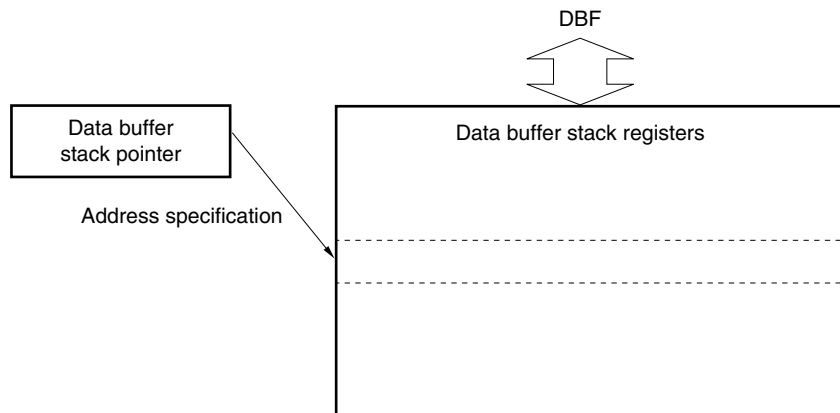 DBF
Data buffer
stack pointer
Data buffer stack registers
Address specification